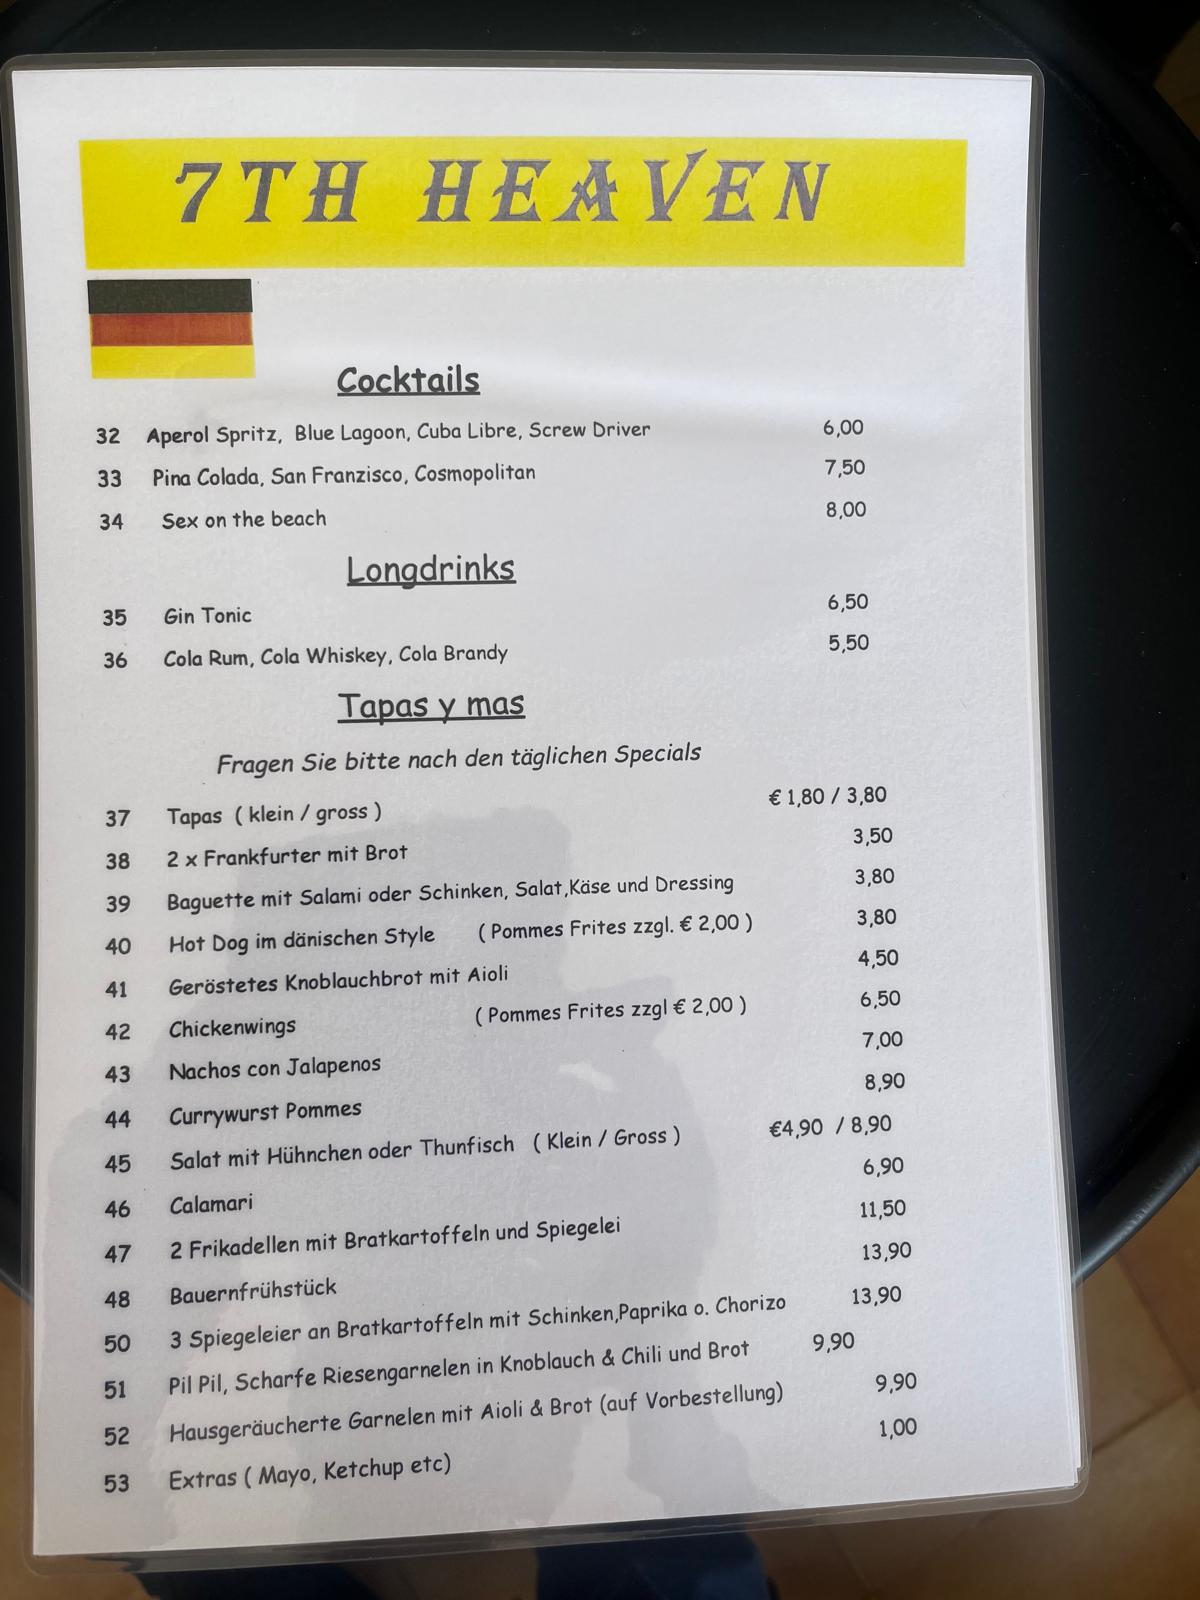 7TH HEAVEN
Cocktails
32 Aperol Spritz, Blue Lagoon, Cuba Libre, Screw Driver 6,00
33 Pina Colada, San Franzisco, Cosmopolitan 7,50
34 Sex on the beach 8,00
Longdrinks
35 Gin Tonic 6,50
36 Cola Rum, Cola Whiskey, Cola Brandy 5,50
Tapas y mas
Fragen Sie bitte nach den täglichen Specials
37 Tapas ( klein / gross ) € 1,80 / 3,80
38 2 x Frankfurter mit Brot 3,50
39 Baguette mit Salami oder Schinken, Salat,Käse und Dressing 3,80
40 Hot Dog im dänischen Style ( Pommes Frites zzgl. € 2,00 ) 3,80
41 Geröstetes Knoblauchbrot mit Aioli 4,50
42 Chickenwings ( Pommes Frites zzgl € 2,00 ) 6,50
43 Nachos con Jalapenos 7,00
44 Currywurst Pommes 8,90
45 Salat mit Hühnchen oder Thunfisch ( Klein / Gross ) €4,90 / 8,90
46 Calamari 6,90
47 2 Frikadellen mit Bratkartoffeln und Spiegelei 11,50
48 Bauernfrühstück 13,90
50 3 Spiegeleier an Bratkartoffeln mit Schinken,Paprika o. Chorizo 13,90
51 Pil Pil, Scharfe Riesengarnelen in Knoblauch & Chili und Brot 9,90
52 Hausgeräucherte Garnelen mit Aioli & Brot (auf Vorbestellung) 9,90
53 Extras ( Mayo, Ketchup etc) 1,00